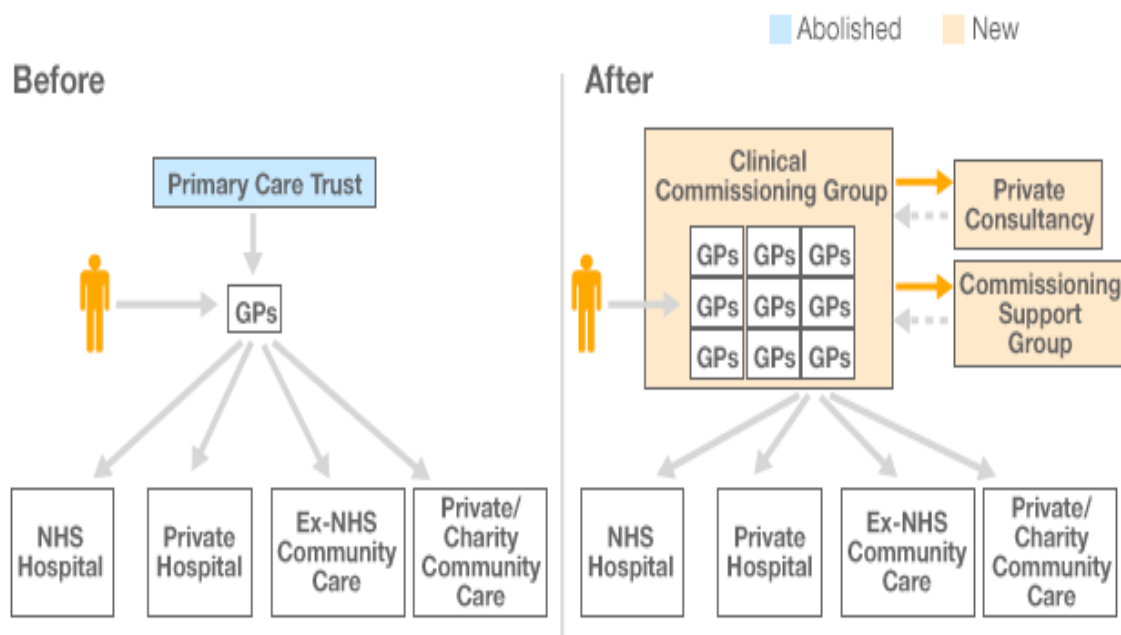 Abolished
New
Before
After
Primary Care Trust
GPs
NHS
Hospital
Private
Hospital
Ex-NHS
Community
Care
Private/
Charity
Community
Care
Clinical
Commissioning Group
GPs GPs GPs
GPs GPs GPs
GPs GPs GPs
Private
Consultancy
Commissioning
Support
Group
NHS
Hospital
Private
Hospital
Ex-NHS
Community
Care
Private/
Charity
Community
Care